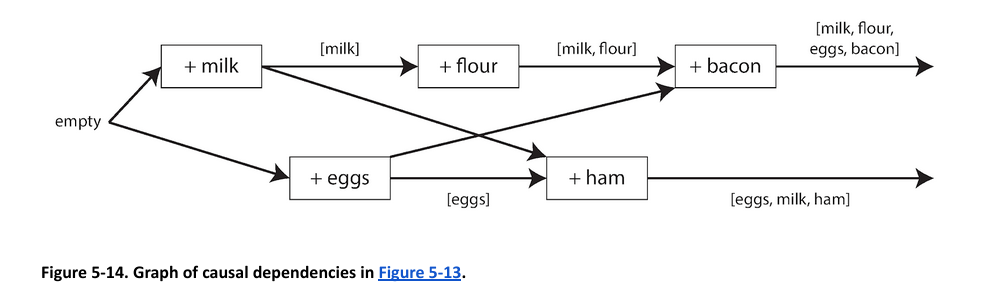 [milk, flour,
eggs, bacon]
[milk]
[milk, flour]
+ milk
+ flour
+ bacon
empty
+ eggs
+ ham
[eggs]
[eggs, milk, ham]
Figure 5-14. Graph of causal dependencies in Figure 5-13.